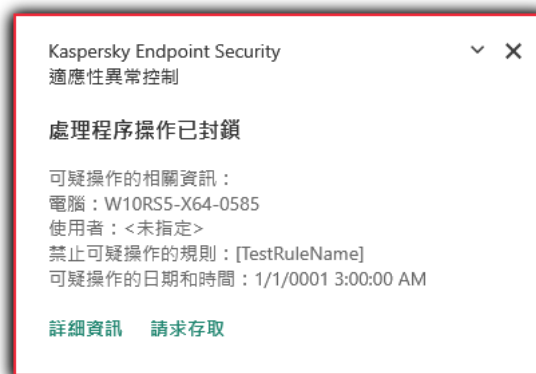 Kaspersky Endpoint Security
適應性異常控制
處理程序操作已封鎖
可疑操作的相關資訊：
電腦：W10RS5-X64-0585
使用者：<未指定>
禁止可疑操作的規則：[TestRuleName]
可疑操作的日期和時間：1/1/0001 3:00:00 AM
詳細資訊 請求存取